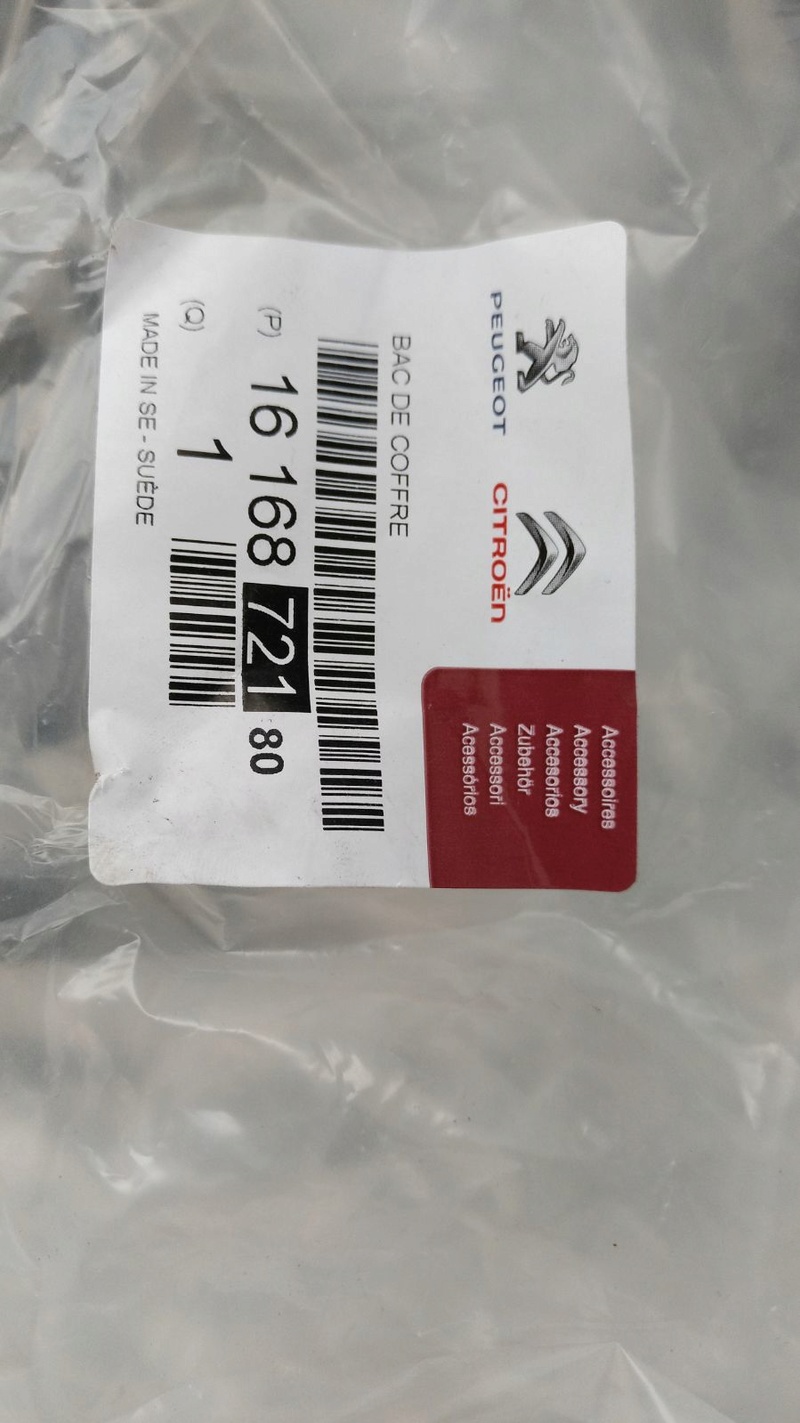 PEUGEOT
CITROËN
Accessoires
Accessory
Accesorios
Zubehör
Accessori
Acessórios
BAC DE COFFRE
(P) 16 168 721 80
(Q) 1
MADE IN SE - SUÈDE